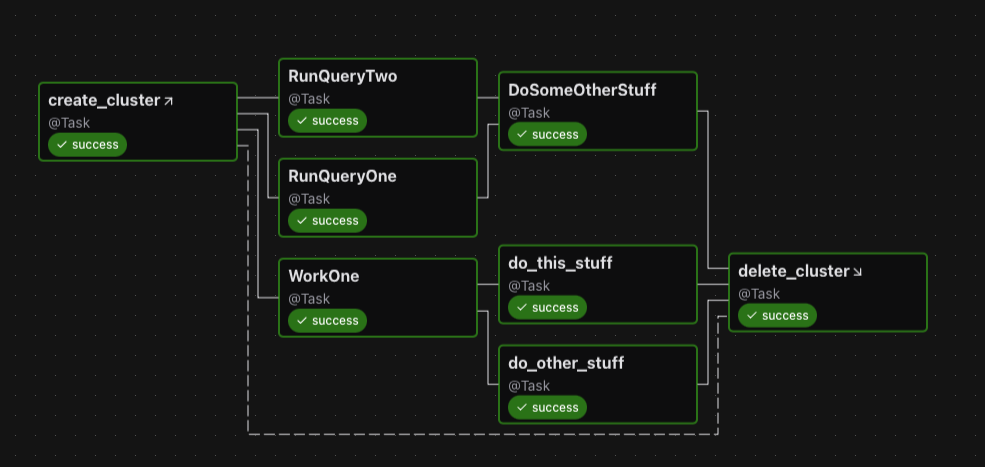 create_cluster
@Task
success
RunQueryTwo
@Task
success
RunQueryOne
@Task
success
WorkOne
@Task
success
DoSomeOtherStuff
@Task
success
do_this_stuff
@Task
success
do_other_stuff
@Task
success
delete_cluster
@Task
success